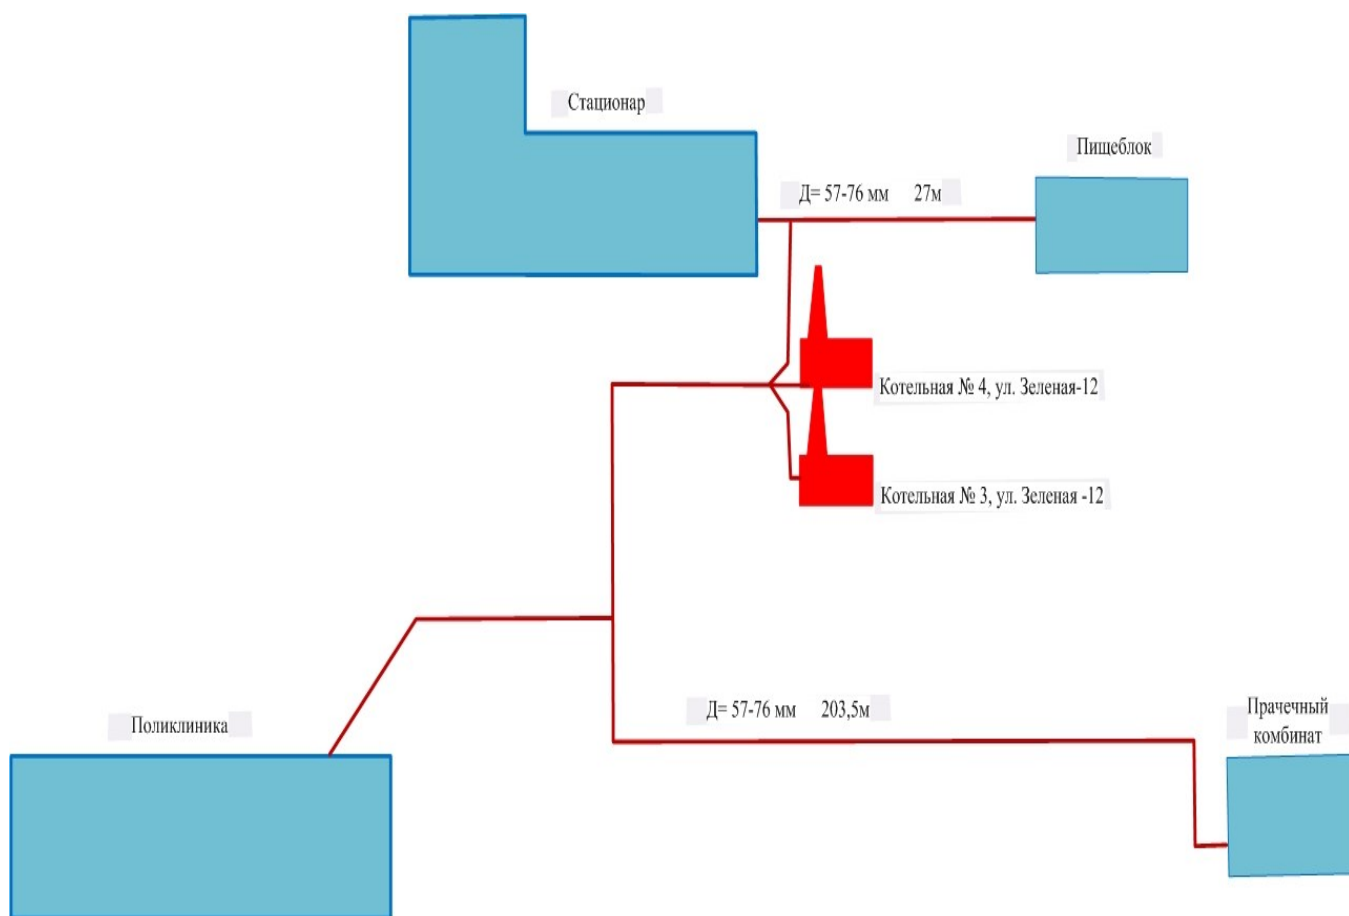 Стационар
Пищеблок
Д= 57-76 мм 27м
Котельная № 4, ул. Зеленая-12
Котельная № 3, ул. Зеленая -12
Д= 57-76 мм 203,5м
Прачечный
комбинат
Поликлиника